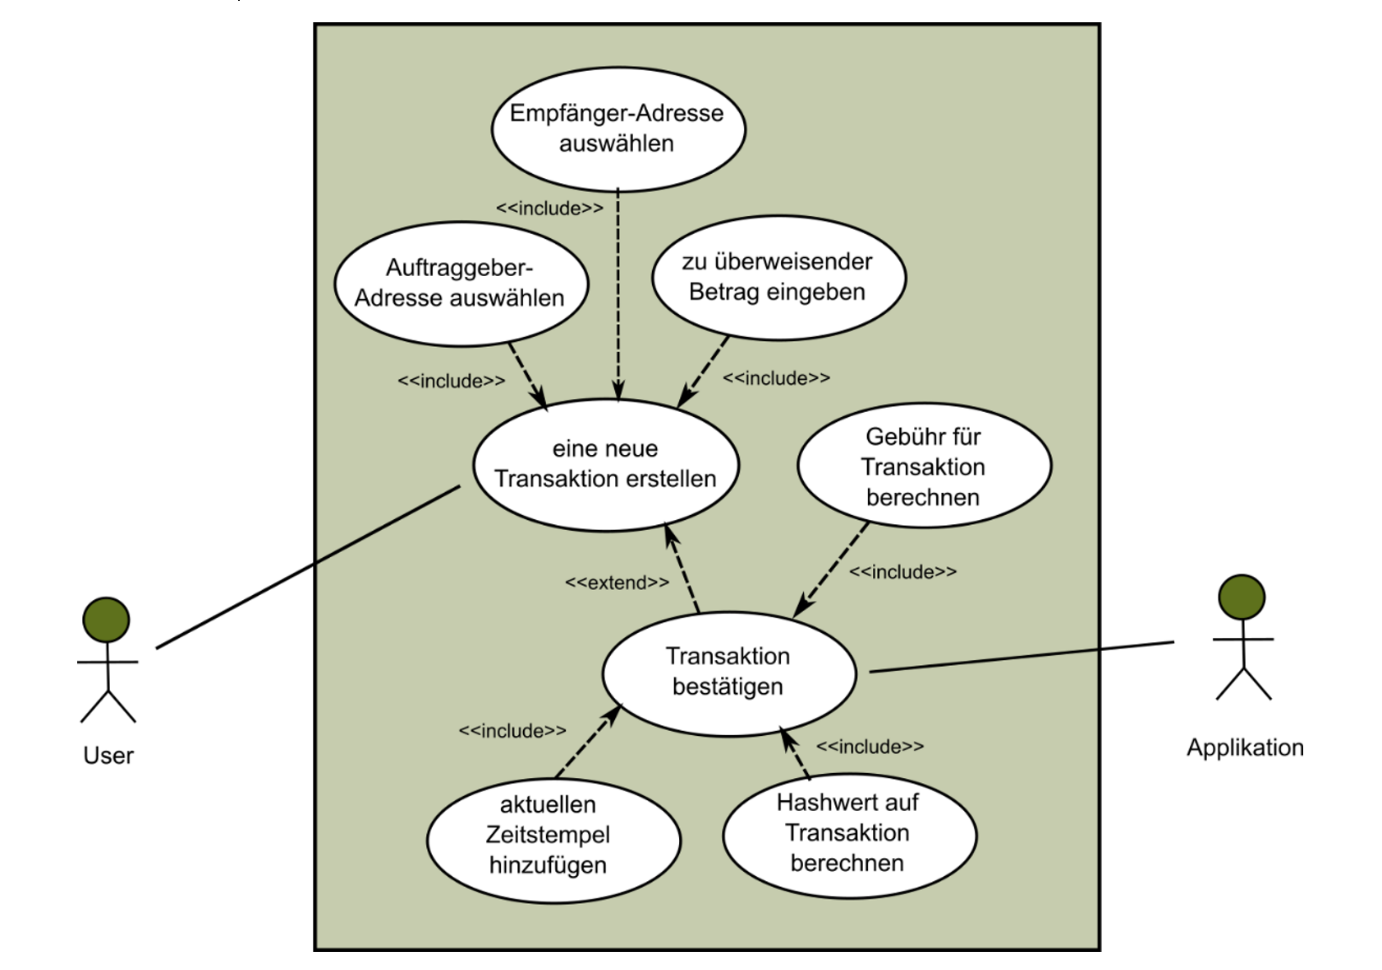 Empfänger-Adresse
auswählen
<<include>>
Auftraggeber-
Adresse auswählen
zu überweisender
Betrag eingeben
<<include>>
<<include>>
eine neue
Transaktion erstellen
Gebühr für
Transaktion
berechnen
<<extend>>
<<include>>
Transaktion
bestätigen
User
Applikation
<<include>>
<<include>>
aktuellen
Zeitstempel
hinzufügen
Hashwert auf
Transaktion
berechnen